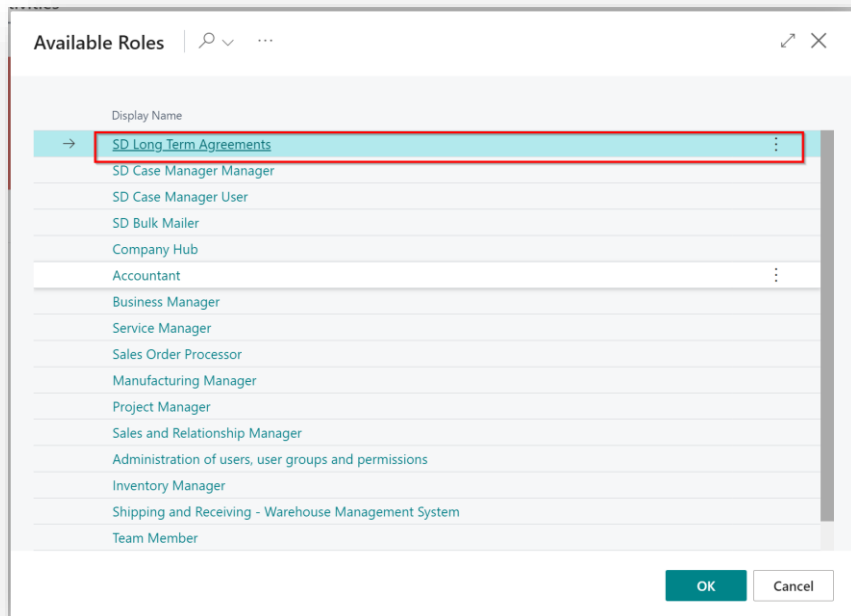 Available Roles
Display Name
SD Long Term Agreements
SD Case Manager Manager
SD Case Manager User
SD Bulk Mailer
Company Hub
Accountant
Business Manager
Service Manager
Sales Order Processor
Manufacturing Manager
Project Manager
Sales and Relationship Manager
Administration of users, user groups and permissions
Inventory Manager
Shipping and Receiving - Warehouse Management System
Team Member
OK Cancel